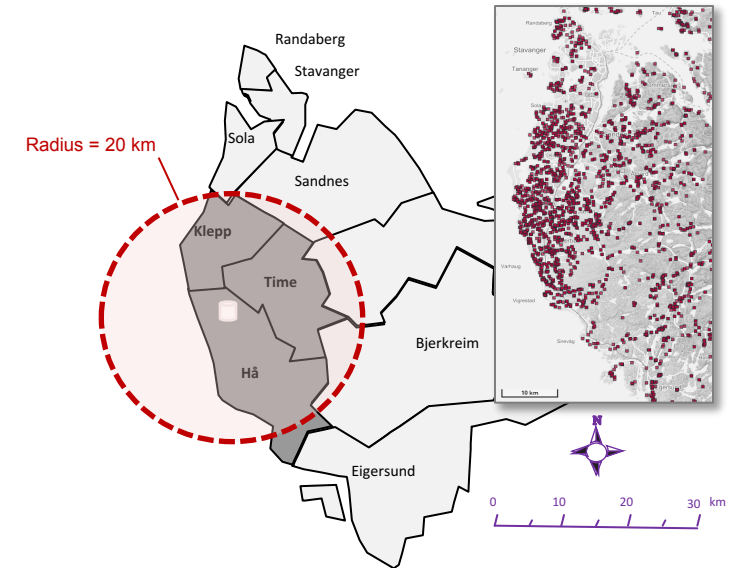 Randaberg
Stavanger
Sola
Radius = 20 km
Sandnes
Klepp
Time
Hå
Bjerkreim
Eigersund
Randaberg
Tau
Stavanger
Tananger
Sola
Varhaug
Vigrestad
Sirevåg
10 km
N
0 10 20 30 km